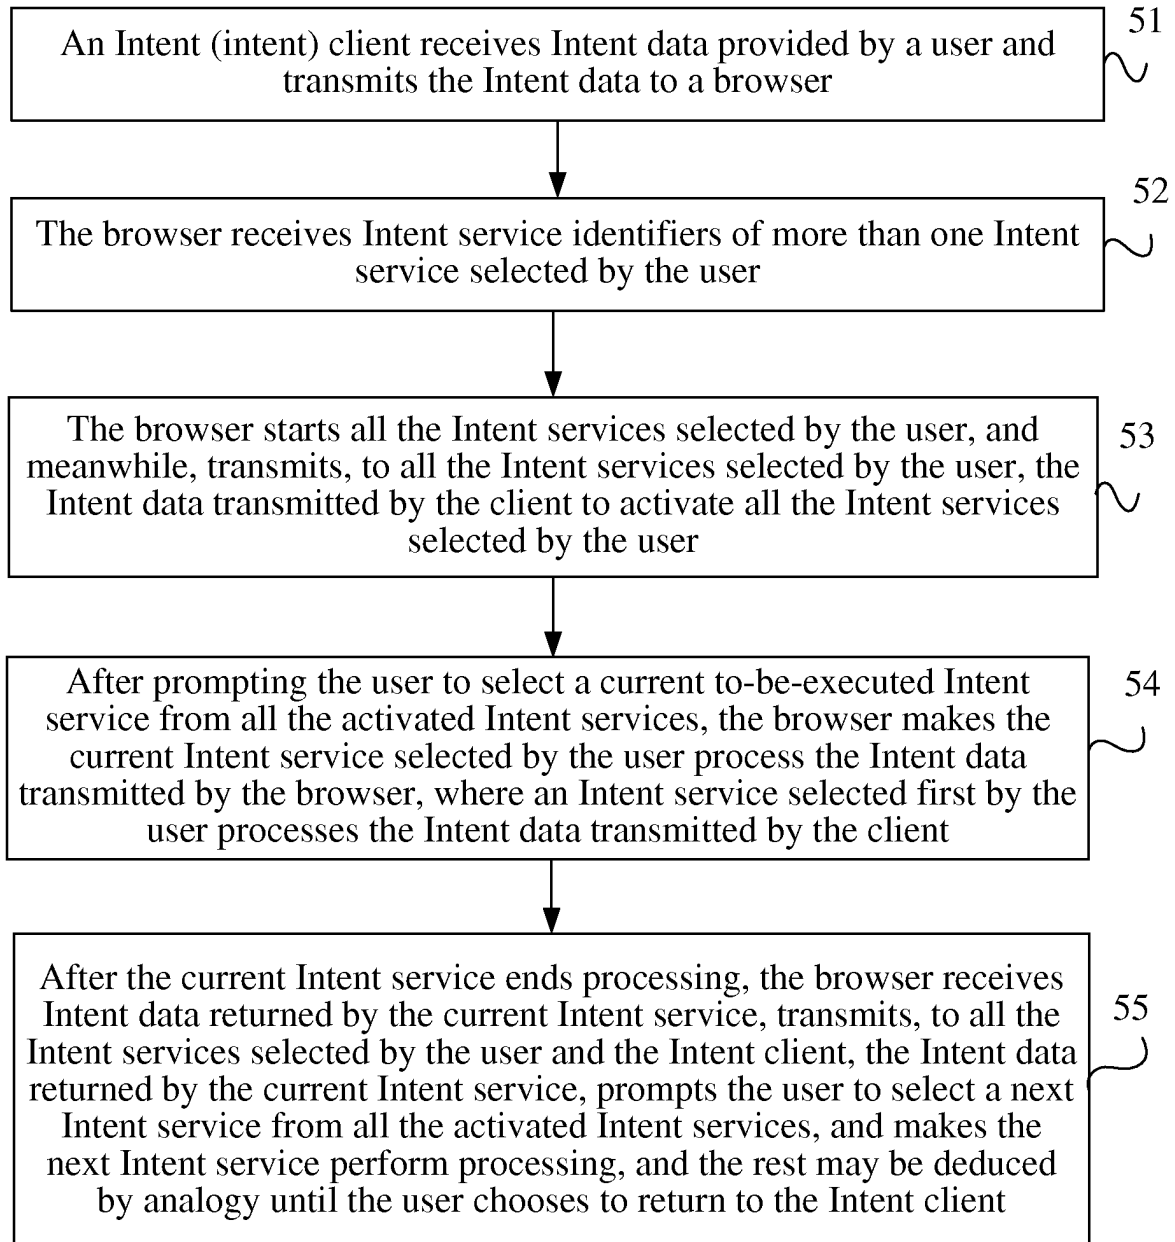 51
An Intent (intent) client receives Intent data provided by a user and
transmits the Intent data to a browser
52
The browser receives Intent service identifiers of more than one Intent
service selected by the user
53
The browser starts all the Intent services selected by the user, and
meanwhile, transmits, to all the Intent services selected by the user, the
Intent data transmitted by the client to activate all the Intent services
selected by the user
54
After prompting the user to select a current to-be-executed Intent
service from all the activated Intent services, the browser makes the
current Intent service selected by the user process the Intent data
transmitted by the browser, where an Intent service selected first by the
user processes the Intent data transmitted by the client
55
After the current Intent service ends processing, the browser receives
Intent data returned by the current Intent service, transmits, to all the
Intent services selected by the user and the Intent client, the Intent data
returned by the current Intent service, prompts the user to select a next
Intent service from all the activated Intent services, and makes the
next Intent service perform processing, and the rest may be deduced
by analogy until the user chooses to return to the Intent client